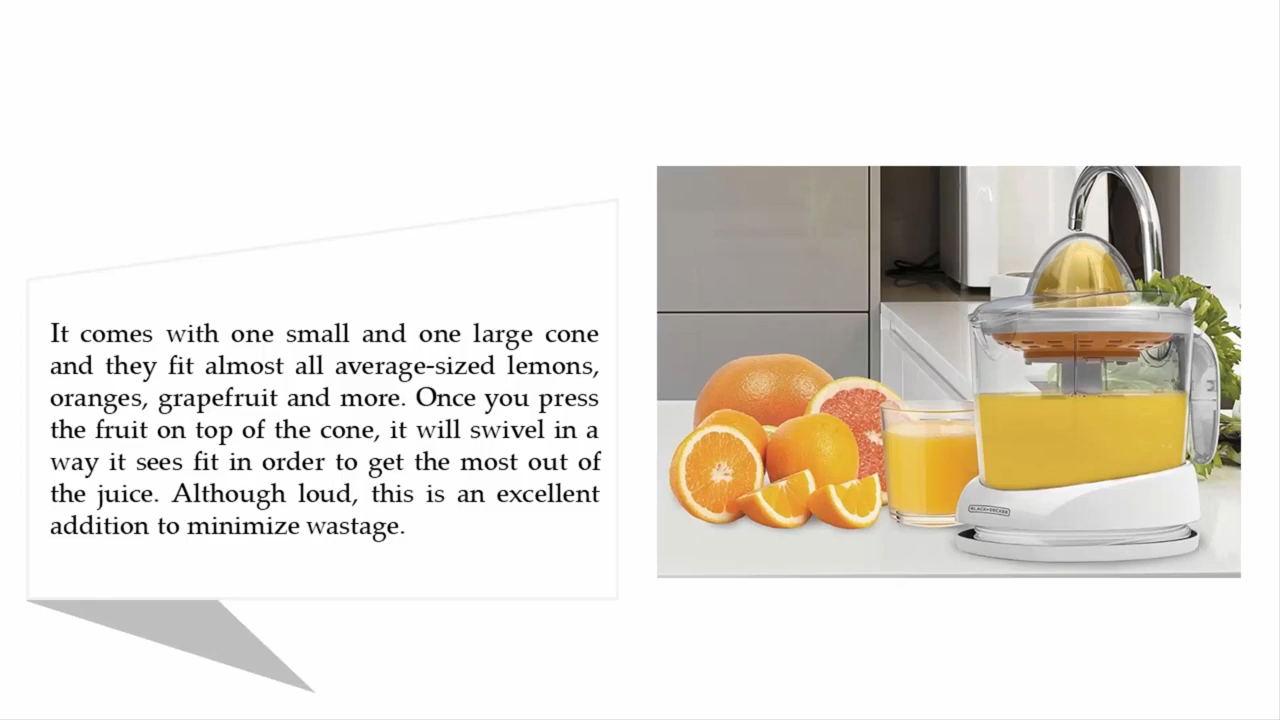 It comes with one small and one large cone
and they fit almost all average-sized lemons,
oranges, grapefruit and more. Once you press
the fruit on top of the cone, it will swivel in a
way it sees fit in order to get the most out of
the juice. Although loud, this is an excellent
addition to minimize wastage.
BLACK+DECKER